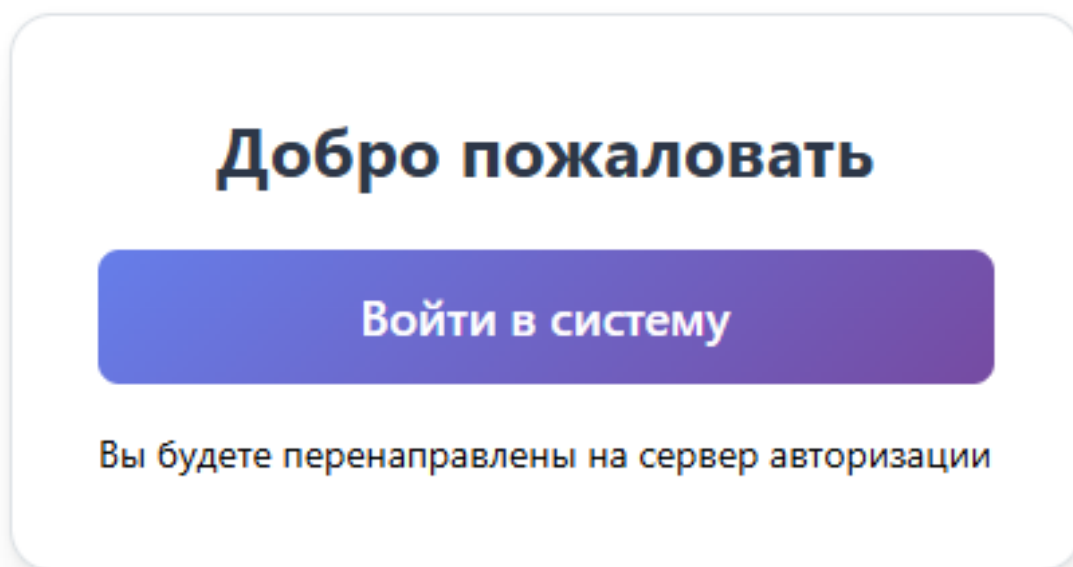 Добро пожаловать
Войти в систему
Вы будете перенаправлены на сервер авторизации